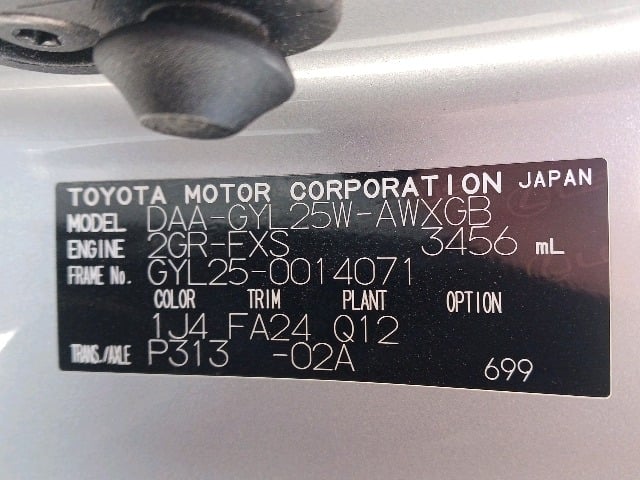 TOYOTA MOTOR CORPORATION JAPAN
MODEL DAA-GYL25W-AWXGB
ENGINE 2GR-FXS 3456 mL
FRAME No. GYL25-0014071
COLOR TRIM PLANT OPTION
1J4 FA24 Q12
TRANS./AXLE P313 -02A
699